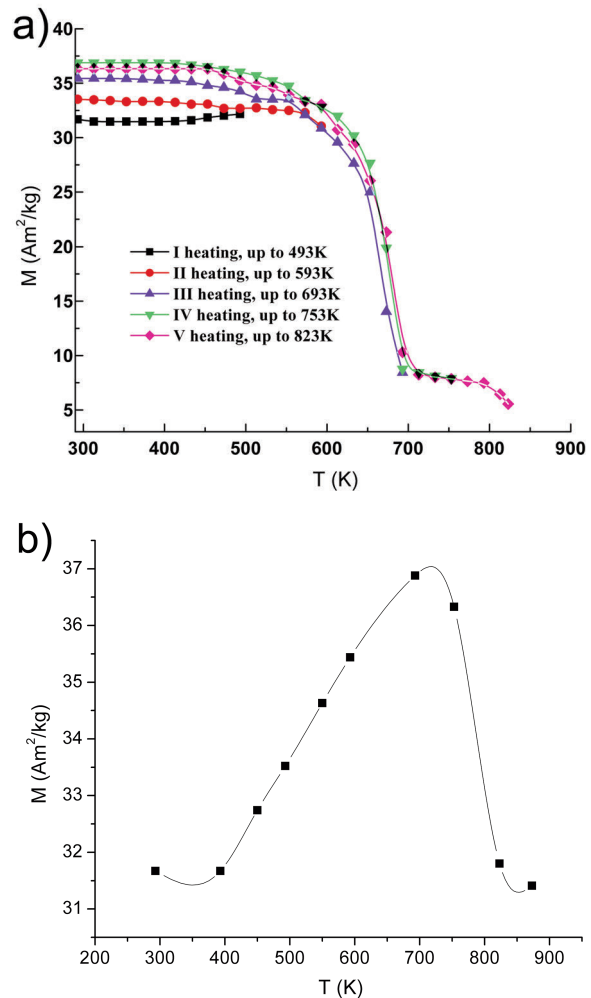 a)
40
35
30
25
20
15
10
5
M (Am²/kg)
I heating, up to 493K
II heating, up to 593K
III heating, up to 693K
IV heating, up to 753K
V heating, up to 823K
300 400 500 600 700 800 900
T (K)
b)
37
36
35
34
33
32
31
M (Am²/kg)
200 300 400 500 600 700 800 900
T (K)